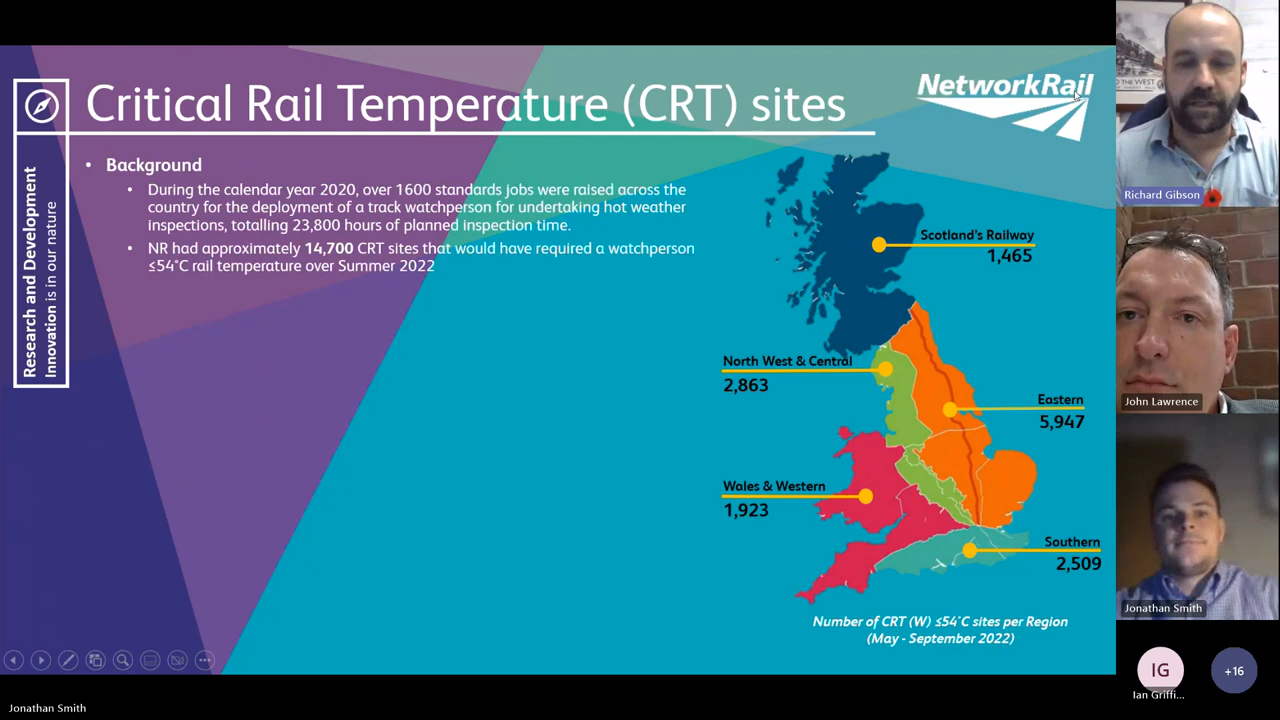 Critical Rail Temperature (CRT) sites
NetworkRail
Research and Development
Innovation is in our nature
• Background
• During the calendar year 2020, over 1600 standards jobs were raised across the
country for the deployment of a track watchperson for undertaking hot weather
inspections, totalling 23,800 hours of planned inspection time.
• NR had approximately 14,700 CRT sites that would have required a watchperson
≤54°C rail temperature over Summer 2022
Scotland's Railway
1,465
North West & Central
2,863
Eastern
5,947
Wales & Western
1,923
Southern
2,509
Number of CRT (W) ≤54°C sites per Region
(May - September 2022)
Richard Gibson
John Lawrence
Jonathan Smith
IG
Ian Griffi...
+16
Jonathan Smith